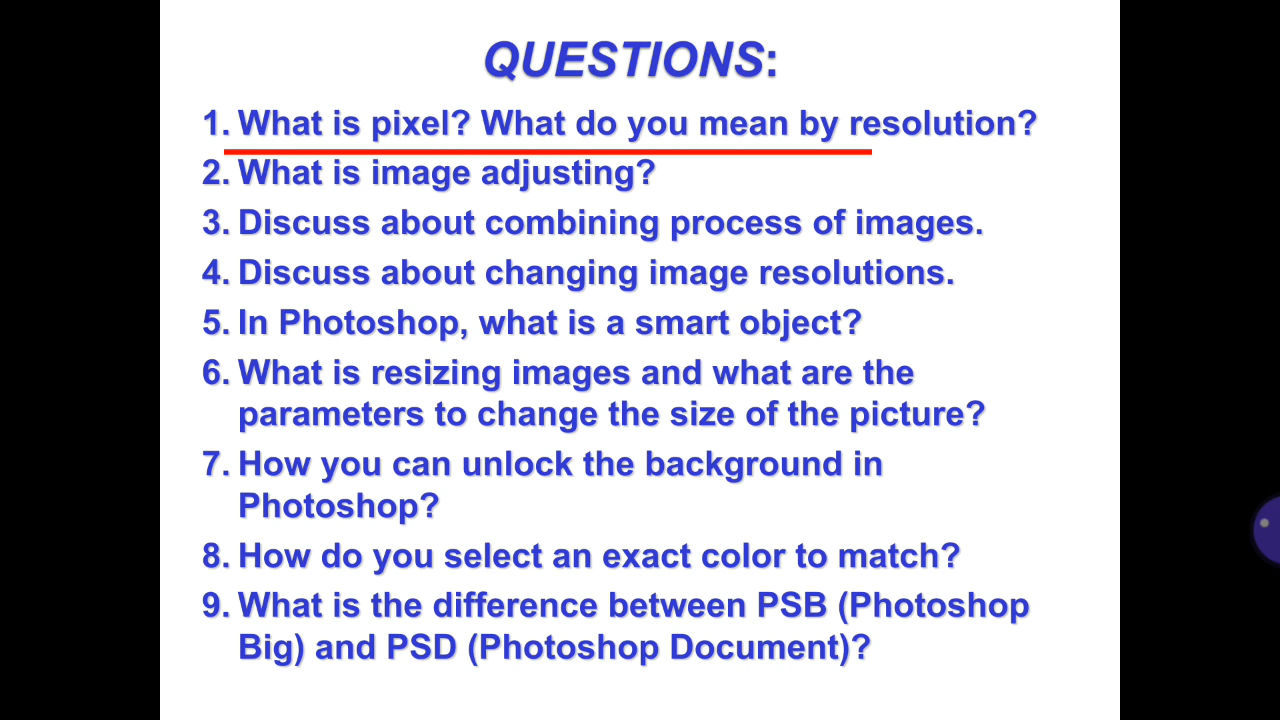 QUESTIONS:
1. What is pixel? What do you mean by resolution?
2. What is image adjusting?
3. Discuss about combining process of images.
4. Discuss about changing image resolutions.
5. In Photoshop, what is a smart object?
6. What is resizing images and what are the
parameters to change the size of the picture?
7. How you can unlock the background in
Photoshop?
8. How do you select an exact color to match?
9. What is the difference between PSB (Photoshop
Big) and PSD (Photoshop Document)?